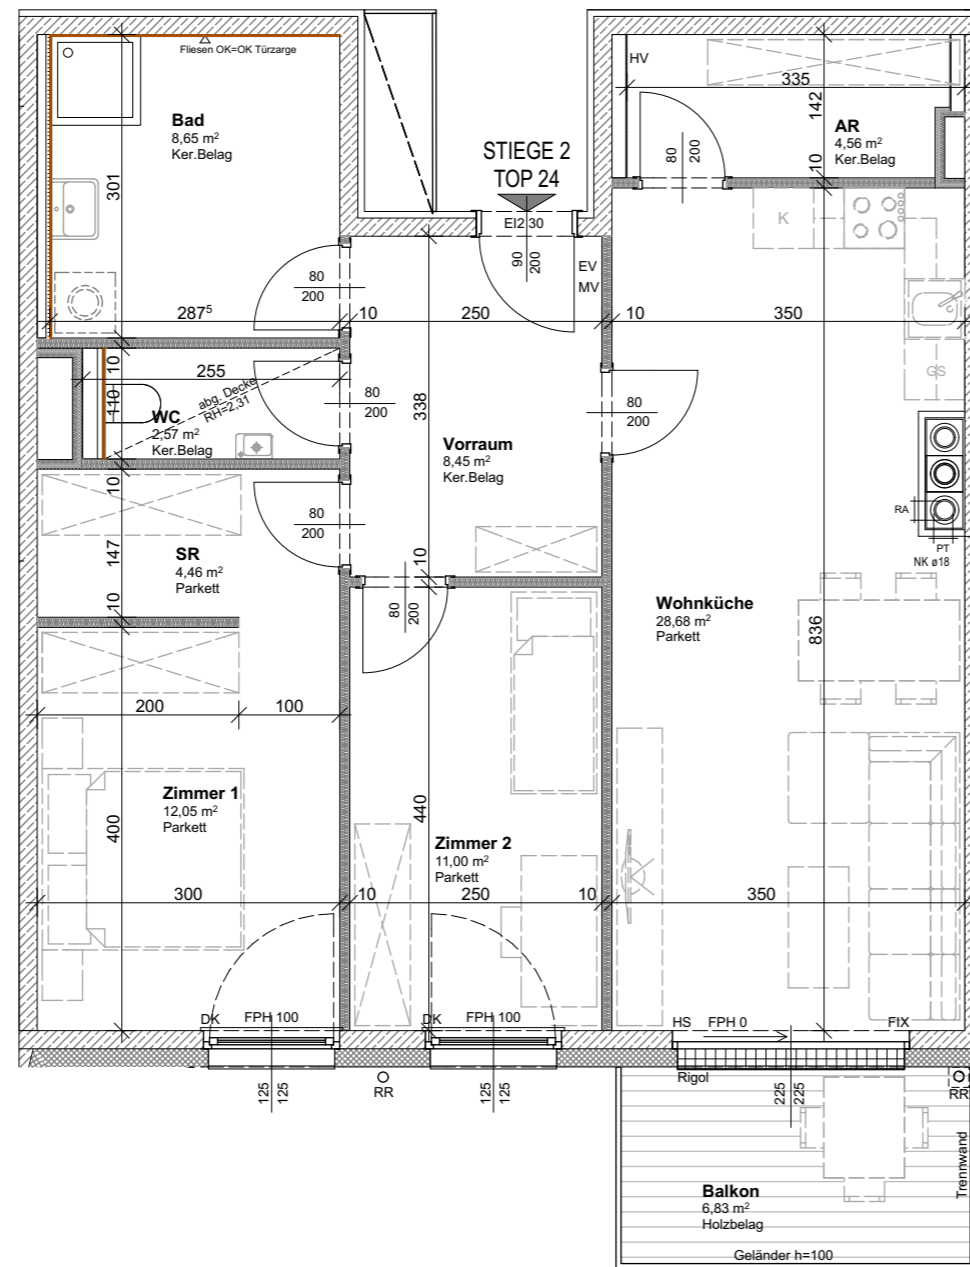 Fliesen OK=OK Türzarge
Bad
8,65 m²
Ker.Belag
301
287⁵
80
200
10
250
10
350
STIEGE 2
TOP 24
EI2 30
90
200
EV
MV
HV
335
142
10
AR
4,56 m²
Ker.Belag
80
200
K
GS
10
110
255
abg. Decke
RH=2,31
WC
2,57 m²
Ker.Belag
80
200
338
Vorraum
8,45 m²
Ker.Belag
80
200
RA
PT
NK ø18
10
147
10
SR
4,46 m²
Parkett
80
200
10
80
200
Wohnküche
28,68 m²
Parkett
836
200
100
Zimmer 1
12,05 m²
Parkett
400
440
Zimmer 2
11,00 m²
Parkett
300
10
250
10
350
DK
FPH 100
DK
FPH 100
HS
FPH 0
FIX
125
125
RR
125
125
Rigol
225
225
RR
Trennwand
Balkon
6,83 m²
Holzbelag
Geländer h=100